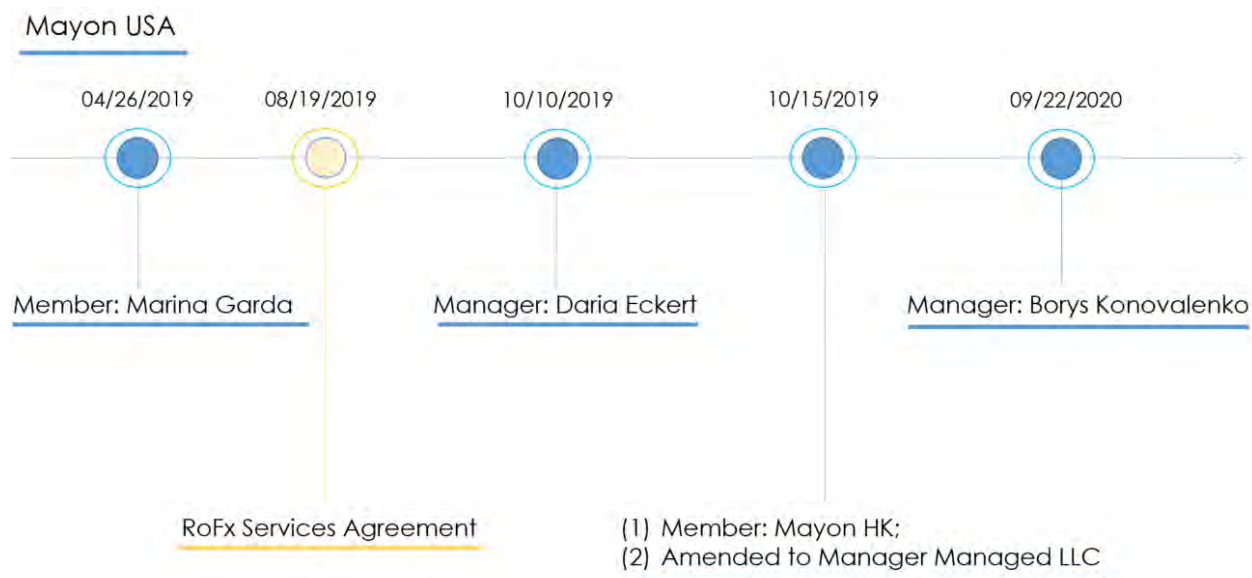 Mayon USA
04/26/2019
08/19/2019
10/10/2019
10/15/2019
09/22/2020
Member: Marina Garda
Manager: Daria Eckert
Manager: Borys Konovalenko
RoFx Services Agreement
(1) Member: Mayon HK;
(2) Amended to Manager Managed LLC